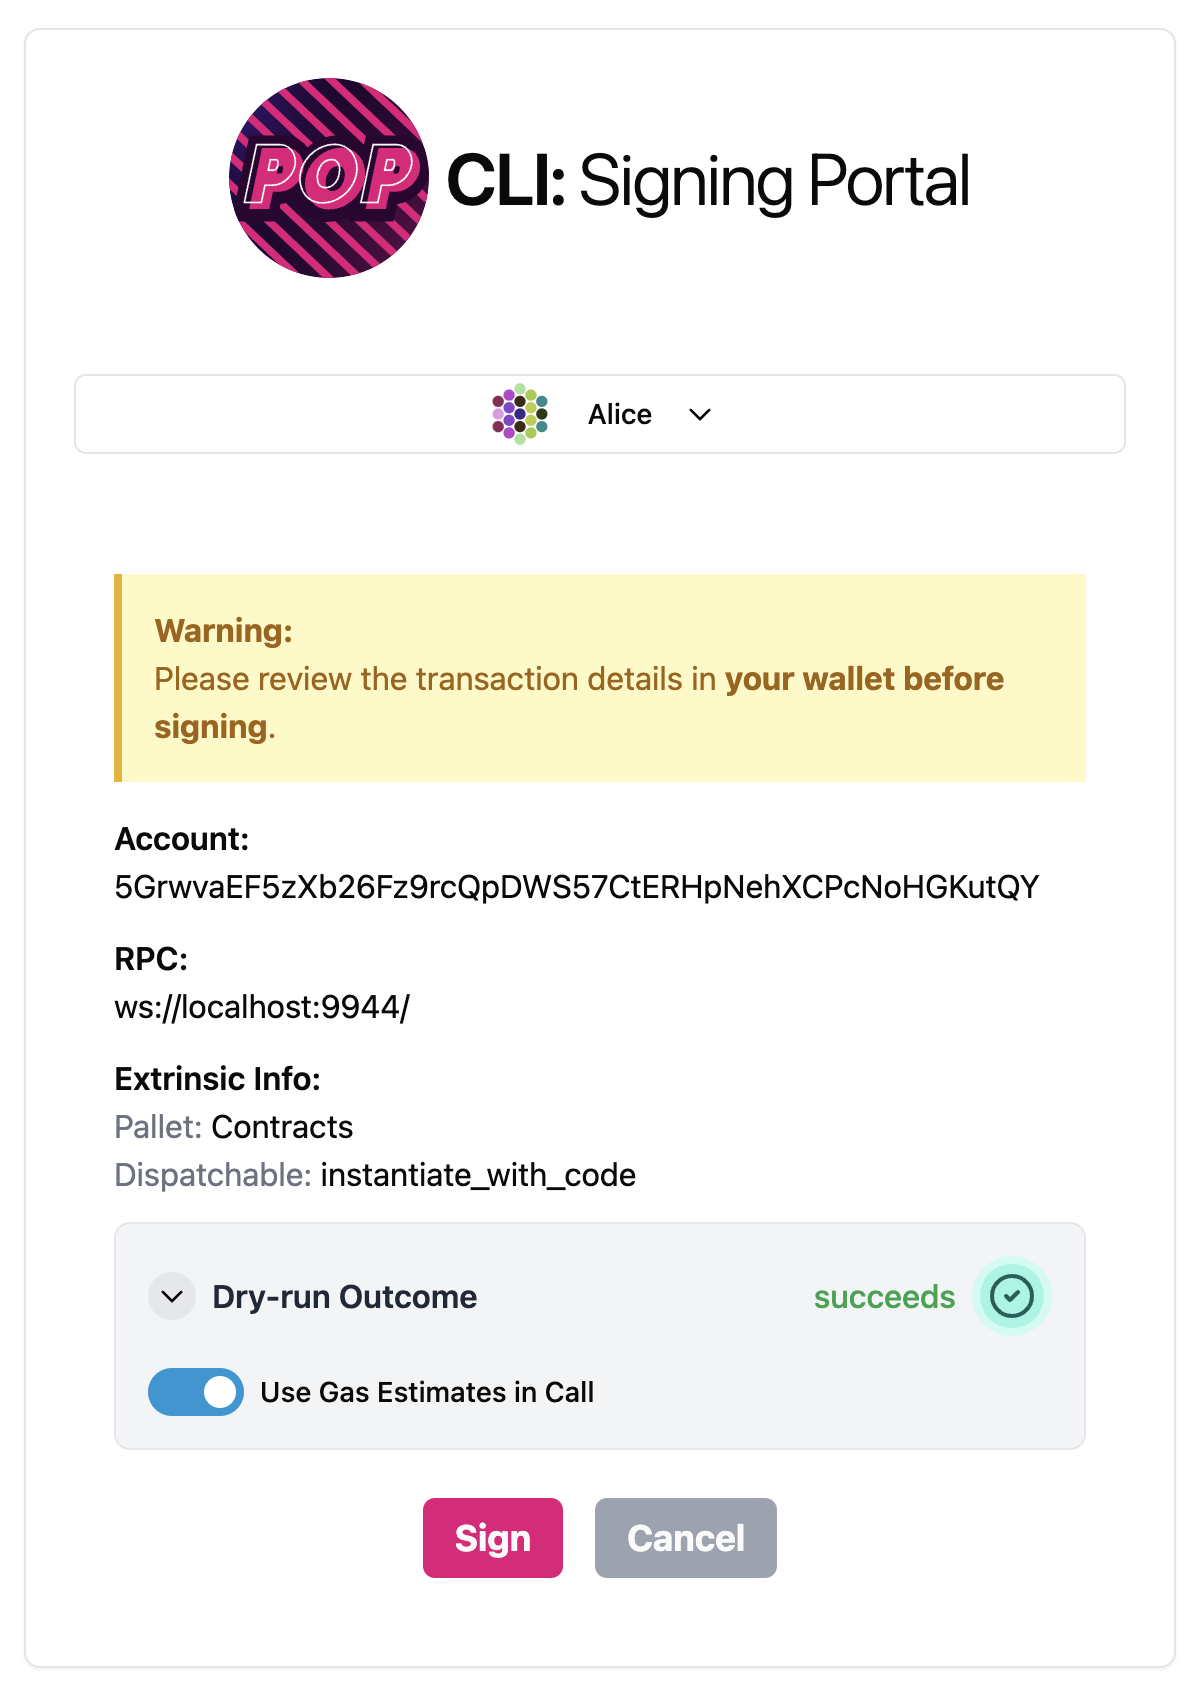 POP
CLI: Signing Portal
Alice
Warning:
Please review the transaction details in your wallet before
signing.
Account:
5GrwvaEF5zXb26Fz9rcQpDWS57CtERHpNehXCPcNoHGKutQY
RPC:
ws://localhost:9944/
Extrinsic Info:
Pallet: Contracts
Dispatchable: instantiate_with_code
Dry-run Outcome succeeds
Use Gas Estimates in Call
Sign Cancel